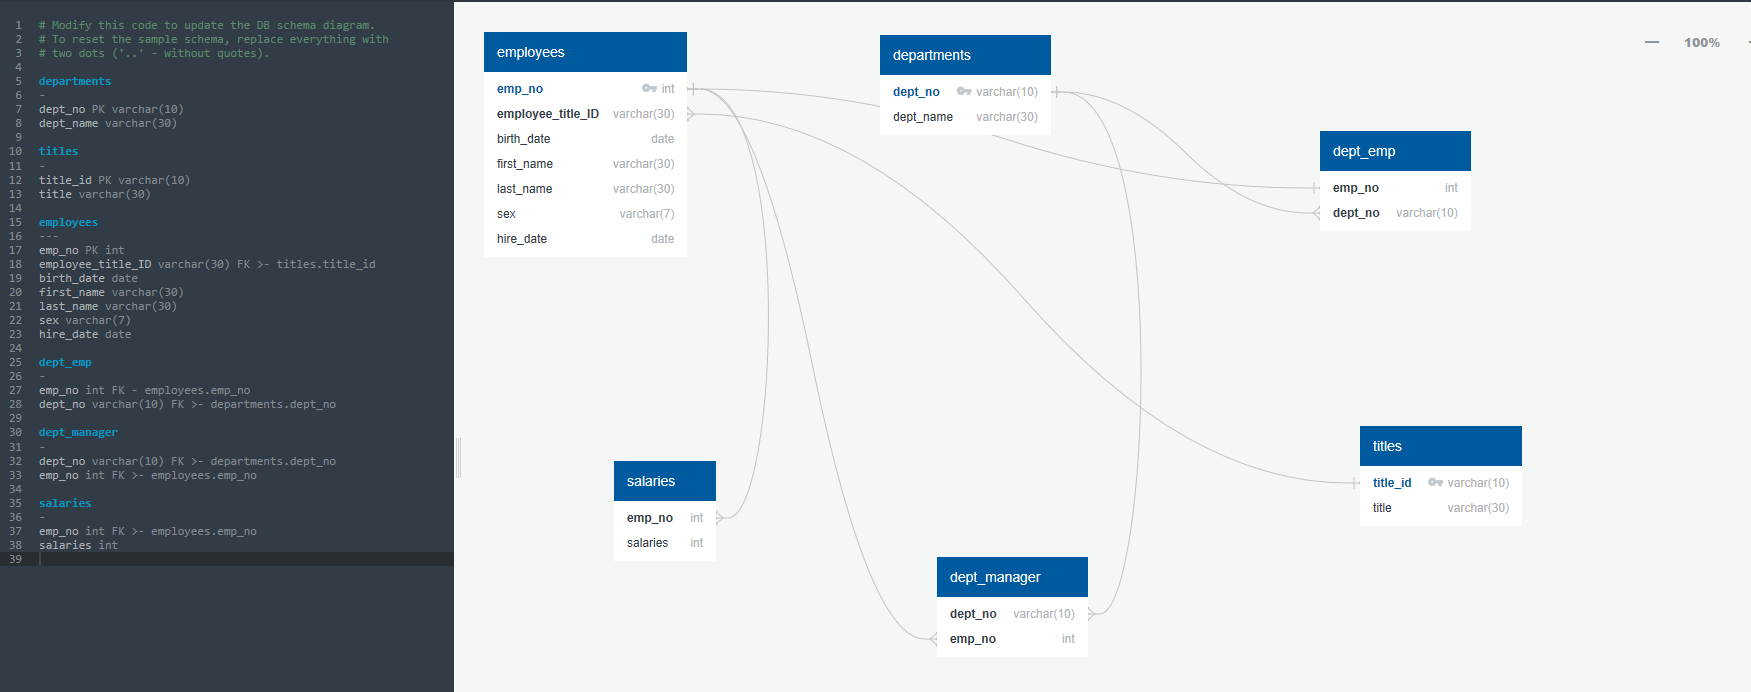 1 # Modify this code to update the DB schema diagram.
2 # To reset the sample schema, replace everything with
3 # two dots ('..' - without quotes).
4
5 departments
6 -
7 dept_no PK varchar(10)
8 dept_name varchar(30)
9
10 titles
11 -
12 title_id PK varchar(10)
13 title varchar(30)
14
15 employees
16 ---
17 emp_no PK int
18 employee_title_ID varchar(30) FK >- titles.title_id
19 birth_date date
20 first_name varchar(30)
21 last_name varchar(30)
22 sex varchar(7)
23 hire_date date
24
25 dept_emp
26 -
27 emp_no int FK - employees.emp_no
28 dept_no varchar(10) FK >- departments.dept_no
29
30 dept_manager
31 -
32 dept_no varchar(10) FK >- departments.dept_no
33 emp_no int FK >- employees.emp_no
34
35 salaries
36 -
37 emp_no int FK >- employees.emp_no
38 salaries int
39
employees
emp_no int
employee_title_ID varchar(30)
birth_date date
first_name varchar(30)
last_name varchar(30)
sex varchar(7)
hire_date date
departments
dept_no varchar(10)
dept_name varchar(30)
100%
dept_emp
emp_no int
dept_no varchar(10)
salaries
emp_no int
salaries int
titles
title_id varchar(10)
title varchar(30)
dept_manager
dept_no varchar(10)
emp_no int